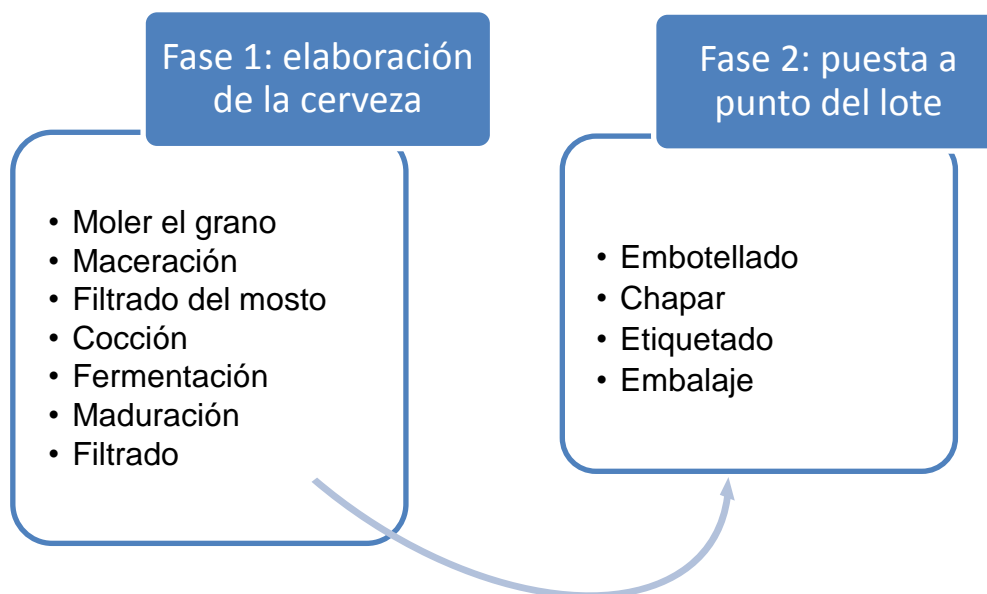 Fase 1: elaboración
de la cerveza
• Moler el grano
• Maceración
• Filtrado del mosto
• Cocción
• Fermentación
• Maduración
• Filtrado
Fase 2: puesta a
punto del lote
• Embotellado
• Chapar
• Etiquetado
• Embalaje